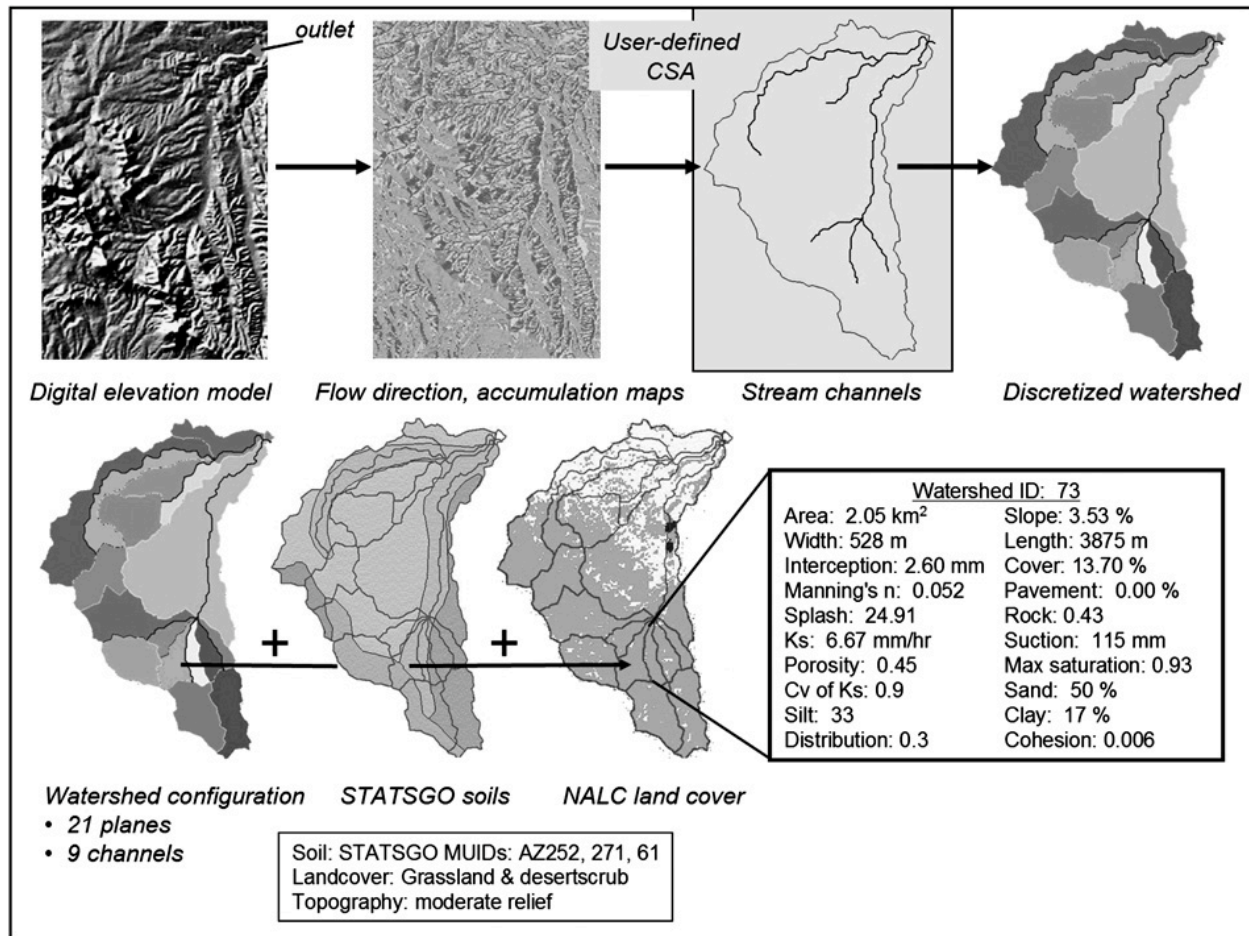 outlet
User-defined
CSA
Digital elevation model
Flow direction, accumulation maps
Stream channels
Discretized watershed
+
+
Watershed ID: 73
Area: 2.05 km² Slope: 3.53 %
Width: 528 m Length: 3875 m
Interception: 2.60 mm Cover: 13.70 %
Manning's n: 0.052 Pavement: 0.00 %
Splash: 24.91 Rock: 0.43
Ks: 6.67 mm/hr Suction: 115 mm
Porosity: 0.45 Max saturation: 0.93
Cv of Ks: 0.9 Sand: 50 %
Silt: 33 Clay: 17 %
Distribution: 0.3 Cohesion: 0.006
Watershed configuration
• 21 planes
• 9 channels
STATSGO soils
NALC land cover
Soil: STATSGO MUIDs: AZ252, 271, 61
Landcover: Grassland & desertscrub
Topography: moderate relief